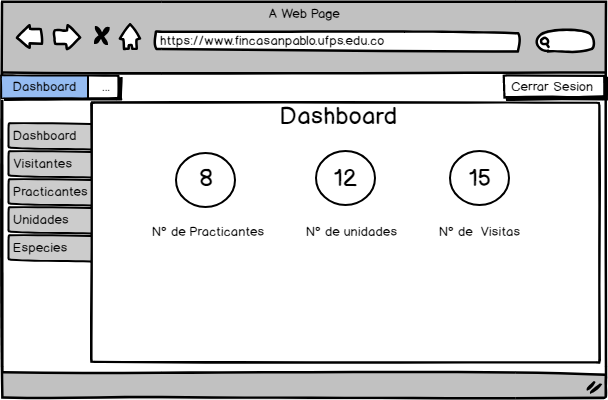 A Web Page
https://www.fincasanpablo.ufps.edu.co
Dashboard
...
Cerrar Sesion
Dashboard
Dashboard
Visitantes
Practicantes
Unidades
Especies
8
12
15
N° de Practicantes
N° de unidades
N° de Visitas